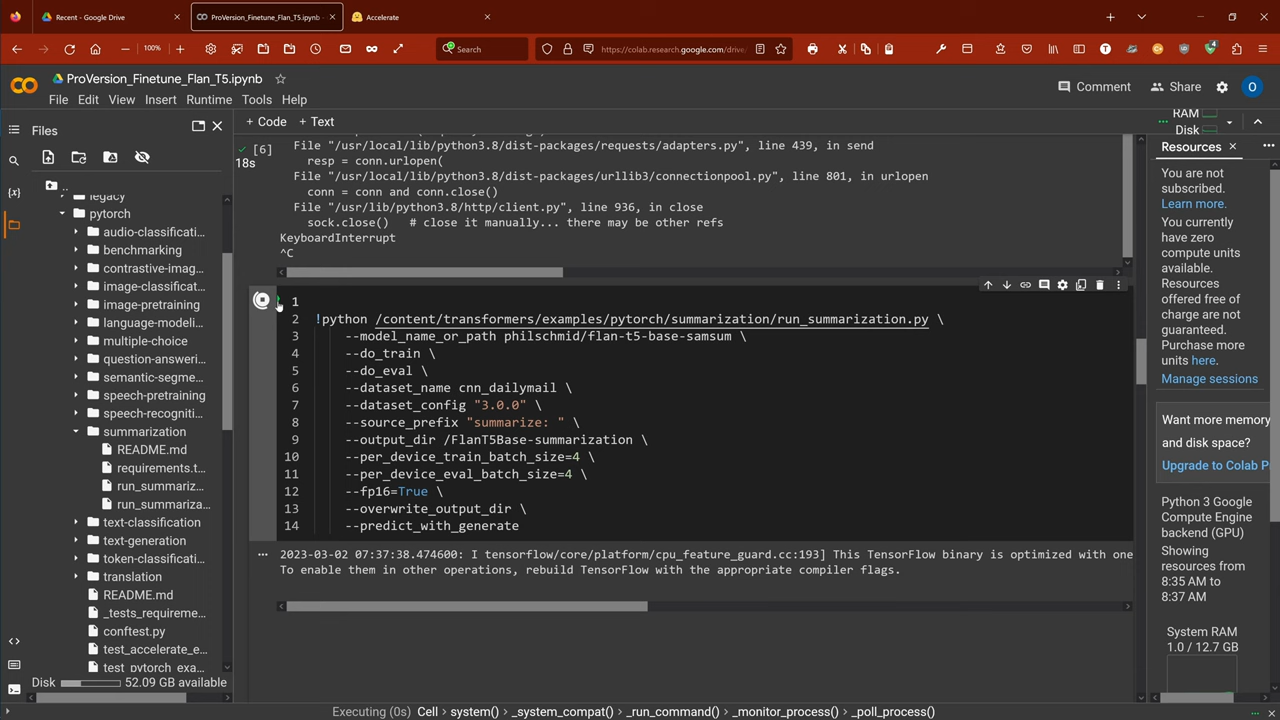 Recent - Google Drive
ProVersion_Finetune_Flan_T5.ipynb
Accelerate
100%
Search
https://colab.research.google.com/drive
ProVersion_Finetune_Flan_T5.ipynb
File Edit View Insert Runtime Tools Help
Comment
Share
O
Files
+ Code + Text
RAM
Disk
..
legacy
pytorch
audio-classificati...
benchmarking
contrastive-imag...
image-classificat...
image-pretraining
language-modeli...
multiple-choice
question-answeri...
semantic-segme...
speech-pretraining
speech-recogniti...
summarization
README.md
requirements.t...
run_summariz...
run_summariza...
text-classification
text-generation
token-classificati...
translation
README.md
_tests_requireme...
conftest.py
test_accelerate_e...
test_pytorch_exa...
Disk 52.09 GB available
[6]
18s
File "/usr/local/lib/python3.8/dist-packages/requests/adapters.py", line 439, in send
resp = conn.urlopen(
File "/usr/local/lib/python3.8/dist-packages/urllib3/connectionpool.py", line 801, in urlopen
conn = conn and conn.close()
File "/usr/lib/python3.8/http/client.py", line 936, in close
sock.close() # close it manually... there may be other refs
KeyboardInterrupt
^C
1
2 !python /content/transformers/examples/pytorch/summarization/run_summarization.py \
3 --model_name_or_path philschmid/flan-t5-base-samsum \
4 --do_train \
5 --do_eval \
6 --dataset_name cnn_dailymail \
7 --dataset_config "3.0.0" \
8 --source_prefix "summarize: " \
9 --output_dir /FlanT5Base-summarization \
10 --per_device_train_batch_size=4 \
11 --per_device_eval_batch_size=4 \
12 --fp16=True \
13 --overwrite_output_dir \
14 --predict_with_generate
2023-03-02 07:37:38.474600: I tensorflow/core/platform/cpu_feature_guard.cc:193] This TensorFlow binary is optimized with one
To enable them in other operations, rebuild TensorFlow with the appropriate compiler flags.
Resources
You are not
subscribed.
Learn more.
You currently
have zero
compute units
available.
Resources
offered free of
charge are not
guaranteed.
Purchase more
units here.
Manage sessions
Want more memory
and disk space?
Upgrade to Colab P
Python 3 Google
Compute Engine
backend (GPU)
Showing
resources from
8:35 AM to
8:37 AM
System RAM
1.0 / 12.7 GB
Executing (0s) Cell > system() > _system_compat() > _run_command() > _monitor_process() > _poll_process()